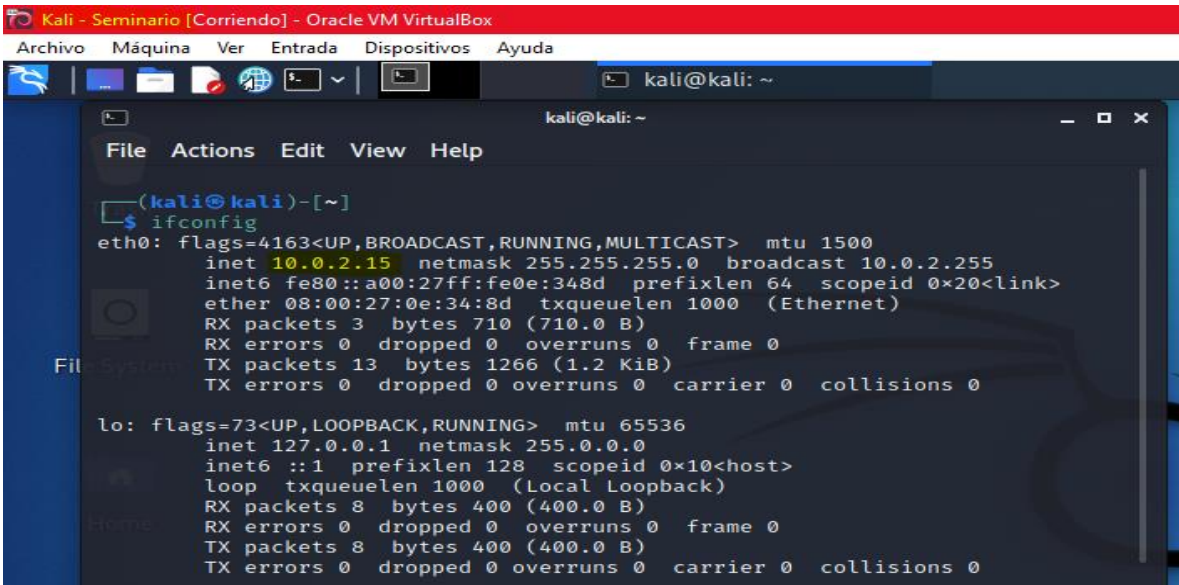 Kali - Seminario [Corriendo] - Oracle VM VirtualBox
Archivo Máquina Ver Entrada Dispositivos Ayuda
kali@kali: ~
kali@kali: ~
File Actions Edit View Help
(kali㉿kali)-[~]
$ ifconfig
eth0: flags=4163<UP,BROADCAST,RUNNING,MULTICAST> mtu 1500
inet 10.0.2.15 netmask 255.255.255.0 broadcast 10.0.2.255
inet6 fe80::a00:27ff:fe0e:348d prefixlen 64 scopeid 0×20<link>
ether 08:00:27:0e:34:8d txqueuelen 1000 (Ethernet)
RX packets 3 bytes 710 (710.0 B)
RX errors 0 dropped 0 overruns 0 frame 0
TX packets 13 bytes 1266 (1.2 KiB)
TX errors 0 dropped 0 overruns 0 carrier 0 collisions 0
File System
lo: flags=73<UP,LOOPBACK,RUNNING> mtu 65536
inet 127.0.0.1 netmask 255.0.0.0
inet6 ::1 prefixlen 128 scopeid 0×10<host>
loop txqueuelen 1000 (Local Loopback)
RX packets 8 bytes 400 (400.0 B)
RX errors 0 dropped 0 overruns 0 frame 0
Home
TX packets 8 bytes 400 (400.0 B)
TX errors 0 dropped 0 overruns 0 carrier 0 collisions 0